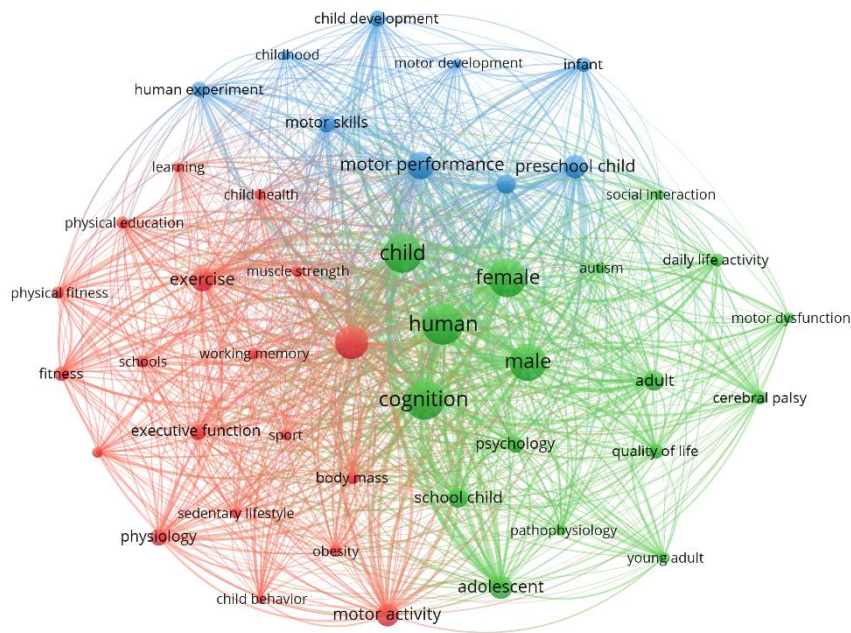 child development
childhood
motor development
infant
human experiment
motor skills
motor performance
preschool child
learning
child health
social interaction
physical education
child
female
autism
daily life activity
exercise
muscle strength
physical fitness
human
motor dysfunction
schools
working memory
male
fitness
adult
cognition
cerebral palsy
executive function
sport
psychology
quality of life
body mass
school child
sedentary lifestyle
physiology
pathophysiology
obesity
young adult
adolescent
child behavior
motor activity